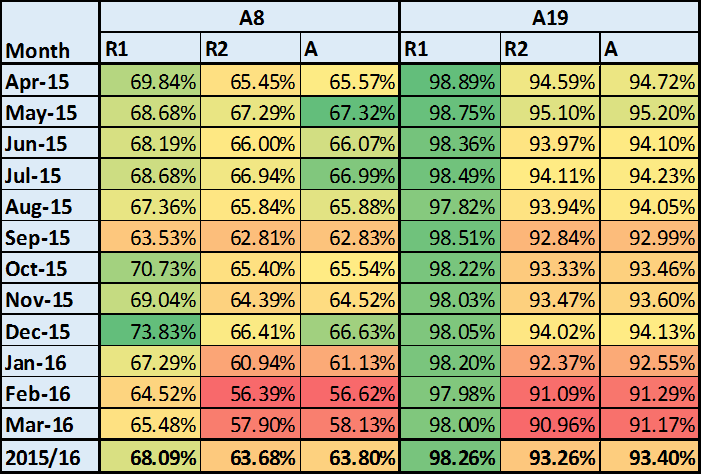 A8 A19
Month R1 R2 A R1 R2 A
Apr-15 69.84% 65.45% 65.57% 98.89% 94.59% 94.72%
May-15 68.68% 67.29% 67.32% 98.75% 95.10% 95.20%
Jun-15 68.19% 66.00% 66.07% 98.36% 93.97% 94.10%
Jul-15 68.68% 66.94% 66.99% 98.49% 94.11% 94.23%
Aug-15 67.36% 65.84% 65.88% 97.82% 93.94% 94.05%
Sep-15 63.53% 62.81% 62.83% 98.51% 92.84% 92.99%
Oct-15 70.73% 65.40% 65.54% 98.22% 93.33% 93.46%
Nov-15 69.04% 64.39% 64.52% 98.03% 93.47% 93.60%
Dec-15 73.83% 66.41% 66.63% 98.05% 94.02% 94.13%
Jan-16 67.29% 60.94% 61.13% 98.20% 92.37% 92.55%
Feb-16 64.52% 56.39% 56.62% 97.98% 91.09% 91.29%
Mar-16 65.48% 57.90% 58.13% 98.00% 90.96% 91.17%
2015/16 68.09% 63.68% 63.80% 98.26% 93.26% 93.40%